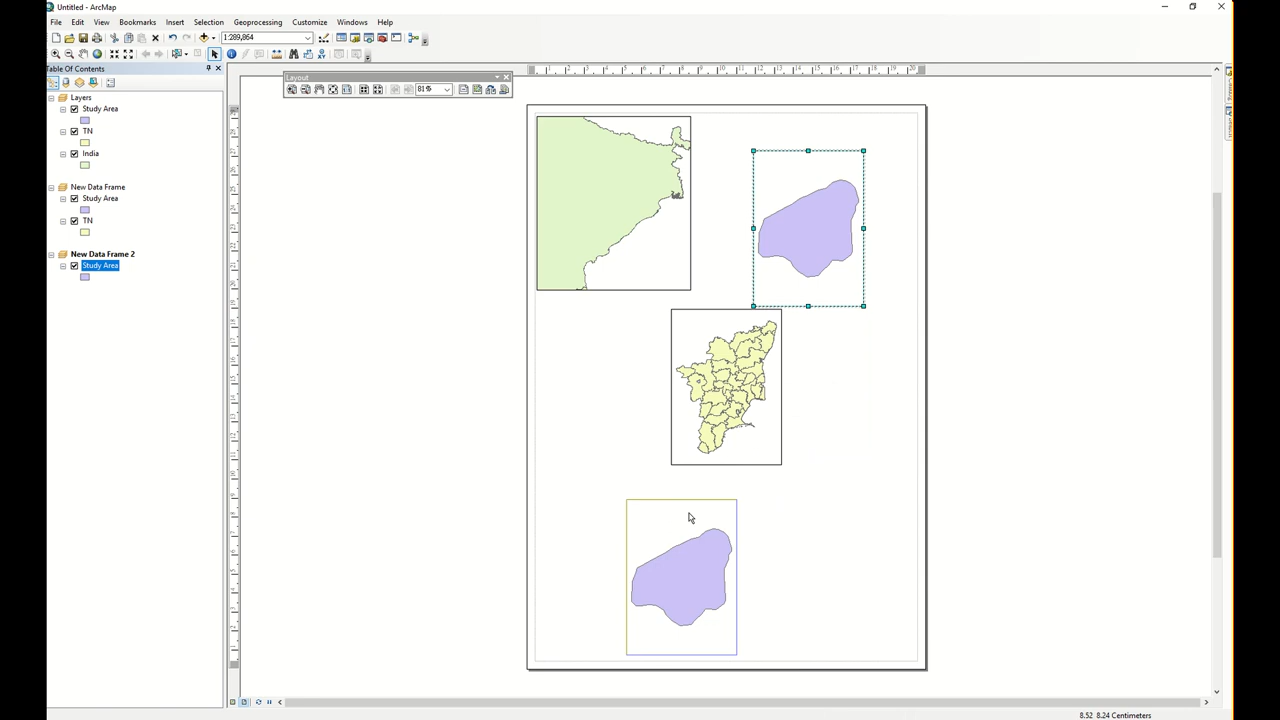 Untitled - ArcMap
File Edit View Bookmarks Insert Selection Geoprocessing Customize Windows Help
1:289,864
Table Of Contents
Layers
Study Area
TN
India
New Data Frame
Study Area
TN
New Data Frame 2
Study Area
Layout
81%
8.52 8.24 Centimeters